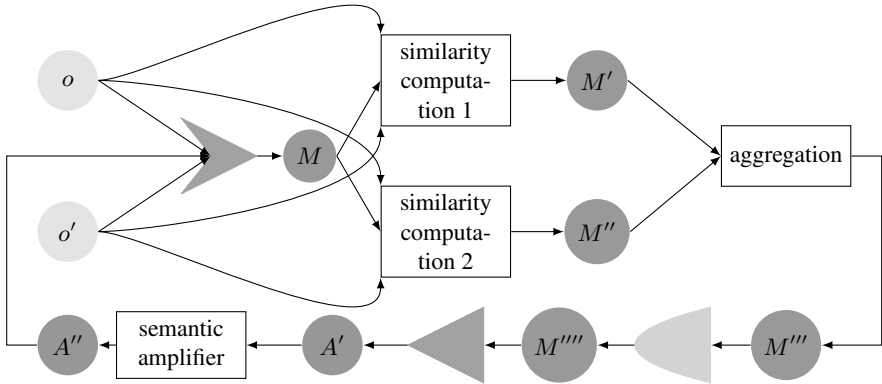 o
similarity
computa-
tion 1
M′
M
aggregation
o′
similarity
computa-
tion 2
M′′
A′′
semantic
amplifier
A′
M′′′′
M′′′